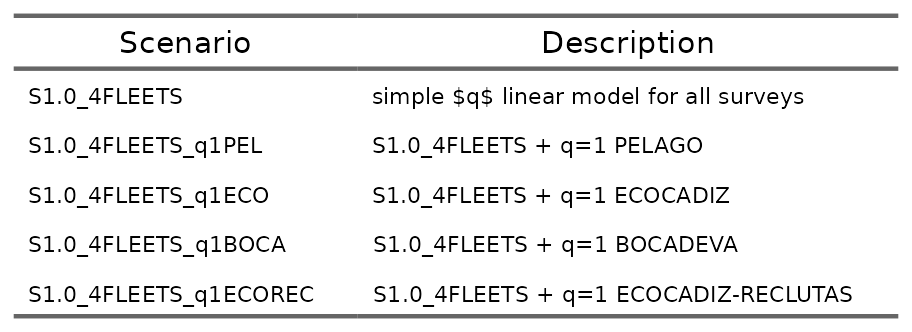 Scenario Description
S1.0_4FLEETS simple $q$ linear model for all surveys
S1.0_4FLEETS_q1PEL S1.0_4FLEETS + q=1 PELAGO
S1.0_4FLEETS_q1ECO S1.0_4FLEETS + q=1 ECOCADIZ
S1.0_4FLEETS_q1BOCA S1.0_4FLEETS + q=1 BOCADEVA
S1.0_4FLEETS_q1ECOREC S1.0_4FLEETS + q=1 ECOCADIZ-RECLUTAS